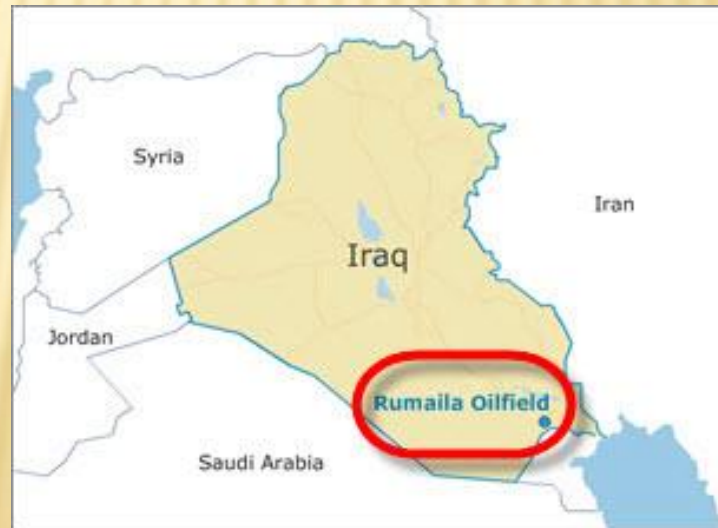 Syria
Iran
Iraq
Jordan
Rumaila Oilfield
Saudi Arabia